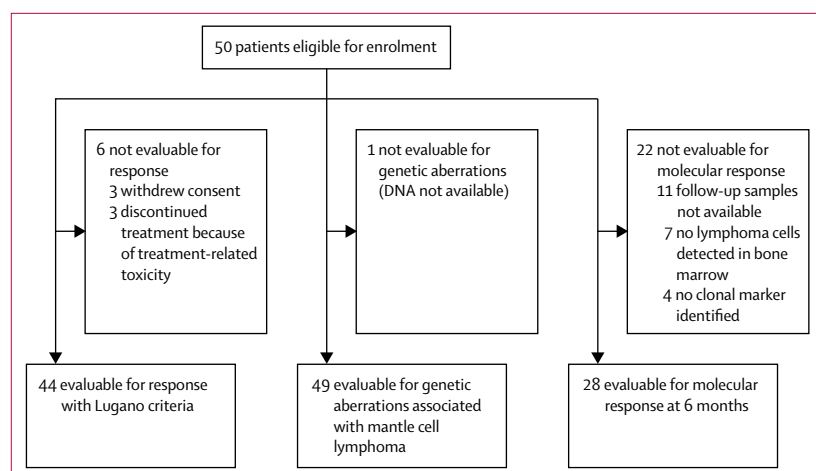 50 patients eligible for enrolment
6 not evaluable for
response
3 withdrew consent
3 discontinued
treatment because
of treatment-related
toxicity
1 not evaluable for
genetic aberrations
(DNA not available)
22 not evaluable for
molecular response
11 follow-up samples
not available
7 no lymphoma cells
detected in bone
marrow
4 no clonal marker
identified
44 evaluable for response
with Lugano criteria
49 evaluable for genetic
aberrations associated
with mantle cell
lymphoma
28 evaluable for molecular
response at 6 months